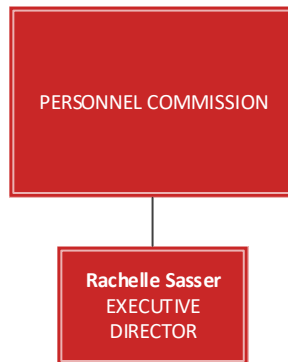 PERSONNEL COMMISSION
Rachelle Sasser
EXECUTIVE
DIRECTOR